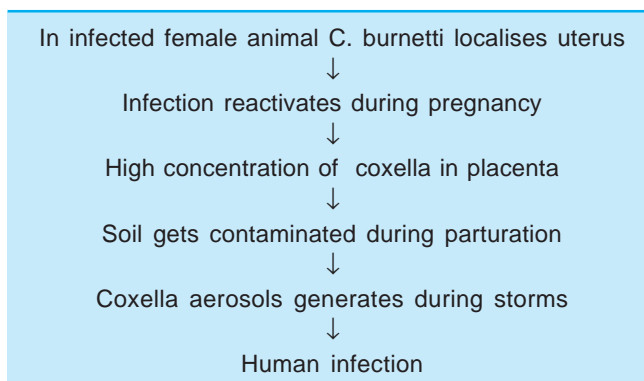 In infected female animal C. burnetti localises uterus
↓
Infection reactivates during pregnancy
↓
High concentration of coxella in placenta
↓
Soil gets contaminated during parturation
↓
Coxella aerosols generates during storms
↓
Human infection